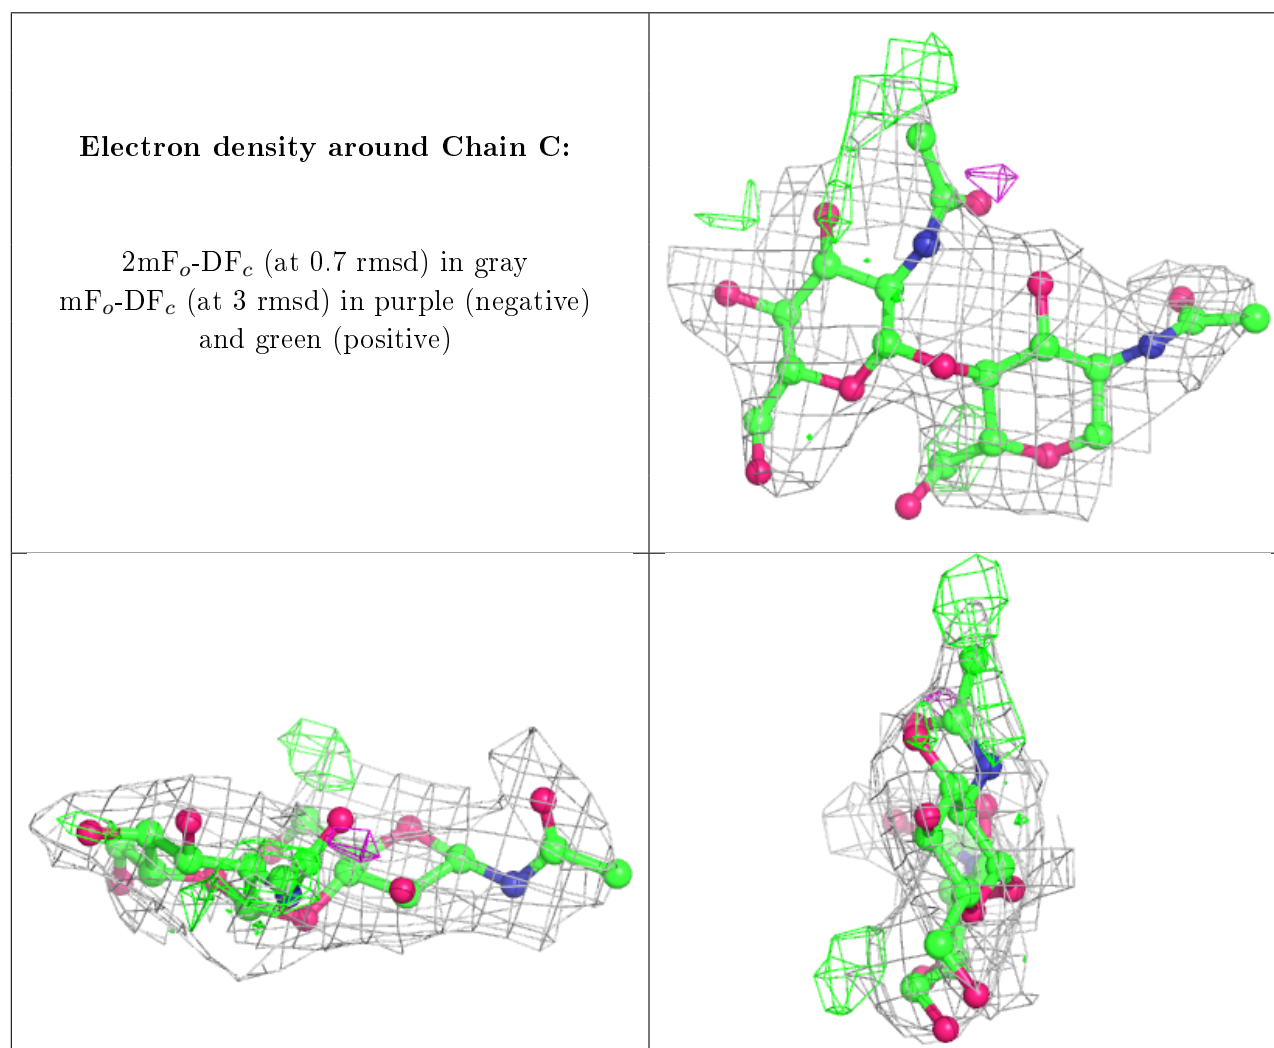 Electron density around Chain C:
2mFₒ-DF𝑐 (at 0.7 rmsd) in gray
mFₒ-DF𝑐 (at 3 rmsd) in purple (negative)
and green (positive)